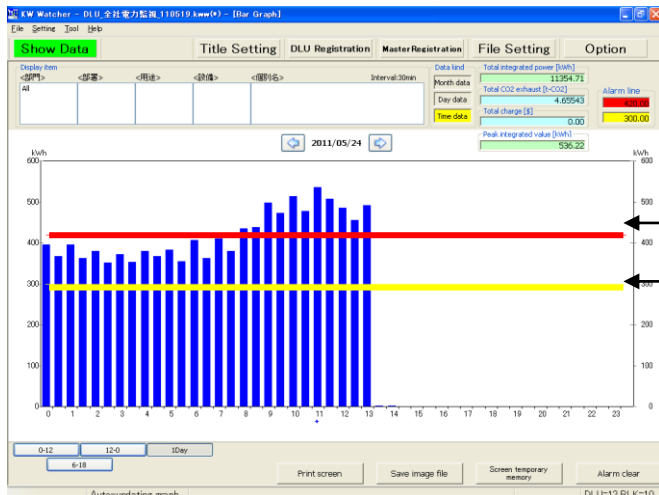 KW Watcher - DLU_全社電力監視_110519.kww(*) - [Bar Graph]
File Setting Tool Help
Show Data Title Setting DLU Registration MasterRegistration File Setting Option
Display item
<部門> <部署> <用途> <設備> <個別名> Interval:30min
All
Data kind
Month data
Day data
Time data
Total integrated power [kWh]
11354.71
Total CO2 exhaust [t-CO2]
4.65543
Total charge [$]
0.00
Peak integrated value [kWh]
536.22
Alarm line
420.00
300.00
2011/05/24
kWh kWh
600 600
500 500
400 400
300 300
200 200
100 100
0 0
0 1 2 3 4 5 6 7 8 9 10 11 12 13 14 15 16 17 18 19 20 21 22 23
0-12 12-0 1Day
6-18
Print screen Save image file Screen temporary memory Alarm clear
Autoupdating graph DLU=13 BLK=10